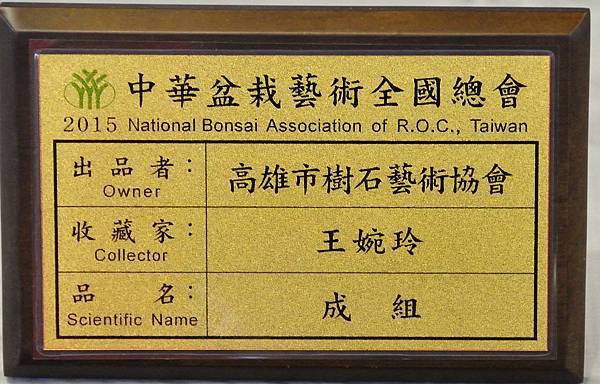 中華盆栽藝術全國總會
2015 National Bonsai Association of R.O.C., Taiwan
出品者： 高雄市樹石藝術協會
Owner
收藏家： 王婉玲
Collector
品名： 成組
Scientific Name